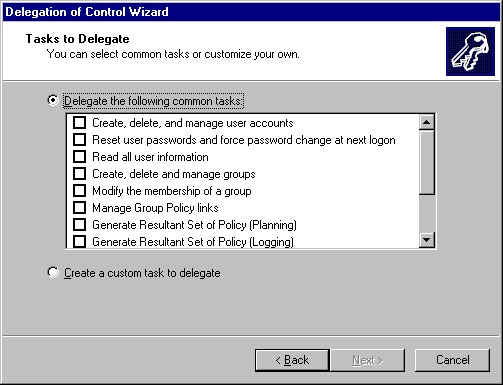 Delegation of Control Wizard
Tasks to Delegate
You can select common tasks or customize your own.
Delegate the following common tasks:
Create, delete, and manage user accounts
Reset user passwords and force password change at next logon
Read all user information
Create, delete and manage groups
Modify the membership of a group
Manage Group Policy links
Generate Resultant Set of Policy (Planning)
Generate Resultant Set of Policy (Logging)
Create a custom task to delegate
< Back Next > Cancel